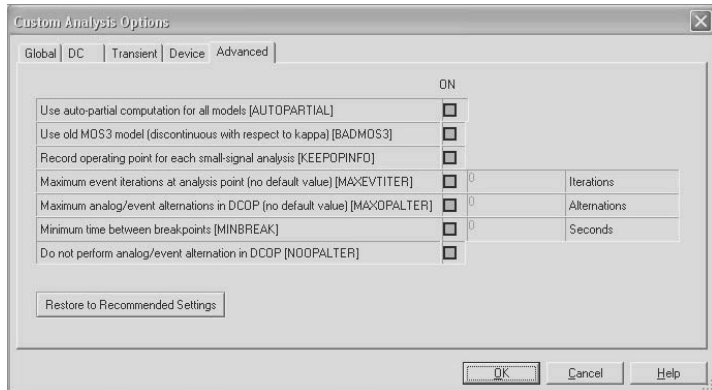 Custom Analysis Options
Global DC Transient Device Advanced
ON
Use auto-partial computation for all models [AUTOPARTIAL]
Use old MOS3 model (discontinuous with respect to kappa) [BADMOS3]
Record operating point for each small-signal analysis [KEEPOPINFO]
Maximum event iterations at analysis point (no default value) [MAXEVTITER] 0 Iterations
Maximum analog/event alternations in DCOP (no default value) [MAXOPALTER] 0 Alternations
Minimum time between breakpoints [MINBREAK] 0 Seconds
Do not perform analog/event alternation in DCOP [NOOPALTER]
Restore to Recommended Settings
OK Cancel Help